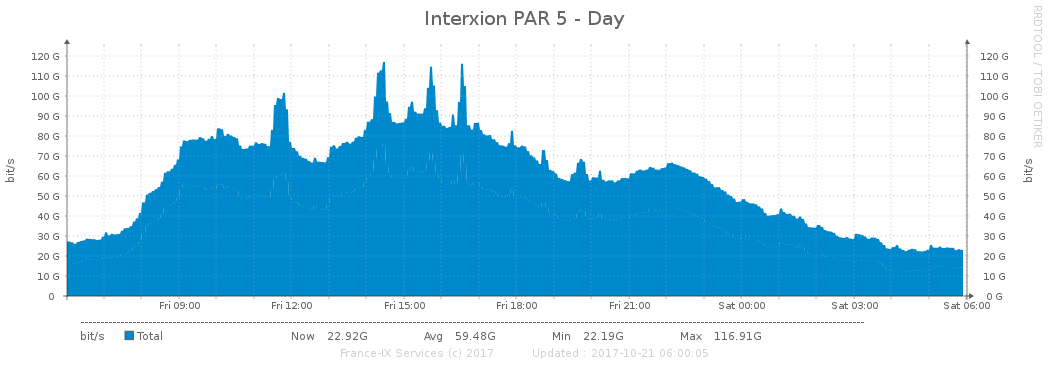 Interxion PAR 5 - Day
RRDTOOL / TOBI OETIKER
bit/s
bit/s
120 G 120 G
110 G 110 G
100 G 100 G
90 G 90 G
80 G 80 G
70 G 70 G
60 G 60 G
50 G 50 G
40 G 40 G
30 G 30 G
20 G 20 G
10 G 10 G
0 0 G
Fri 09:00 Fri 12:00 Fri 15:00 Fri 18:00 Fri 21:00 Sat 00:00 Sat 03:00 Sat 06:00
bit/s Total Now 22.92G Avg 59.48G Min 22.19G Max 116.91G
France-IX Services (c) 2017 Updated : 2017-10-21 06:00:05